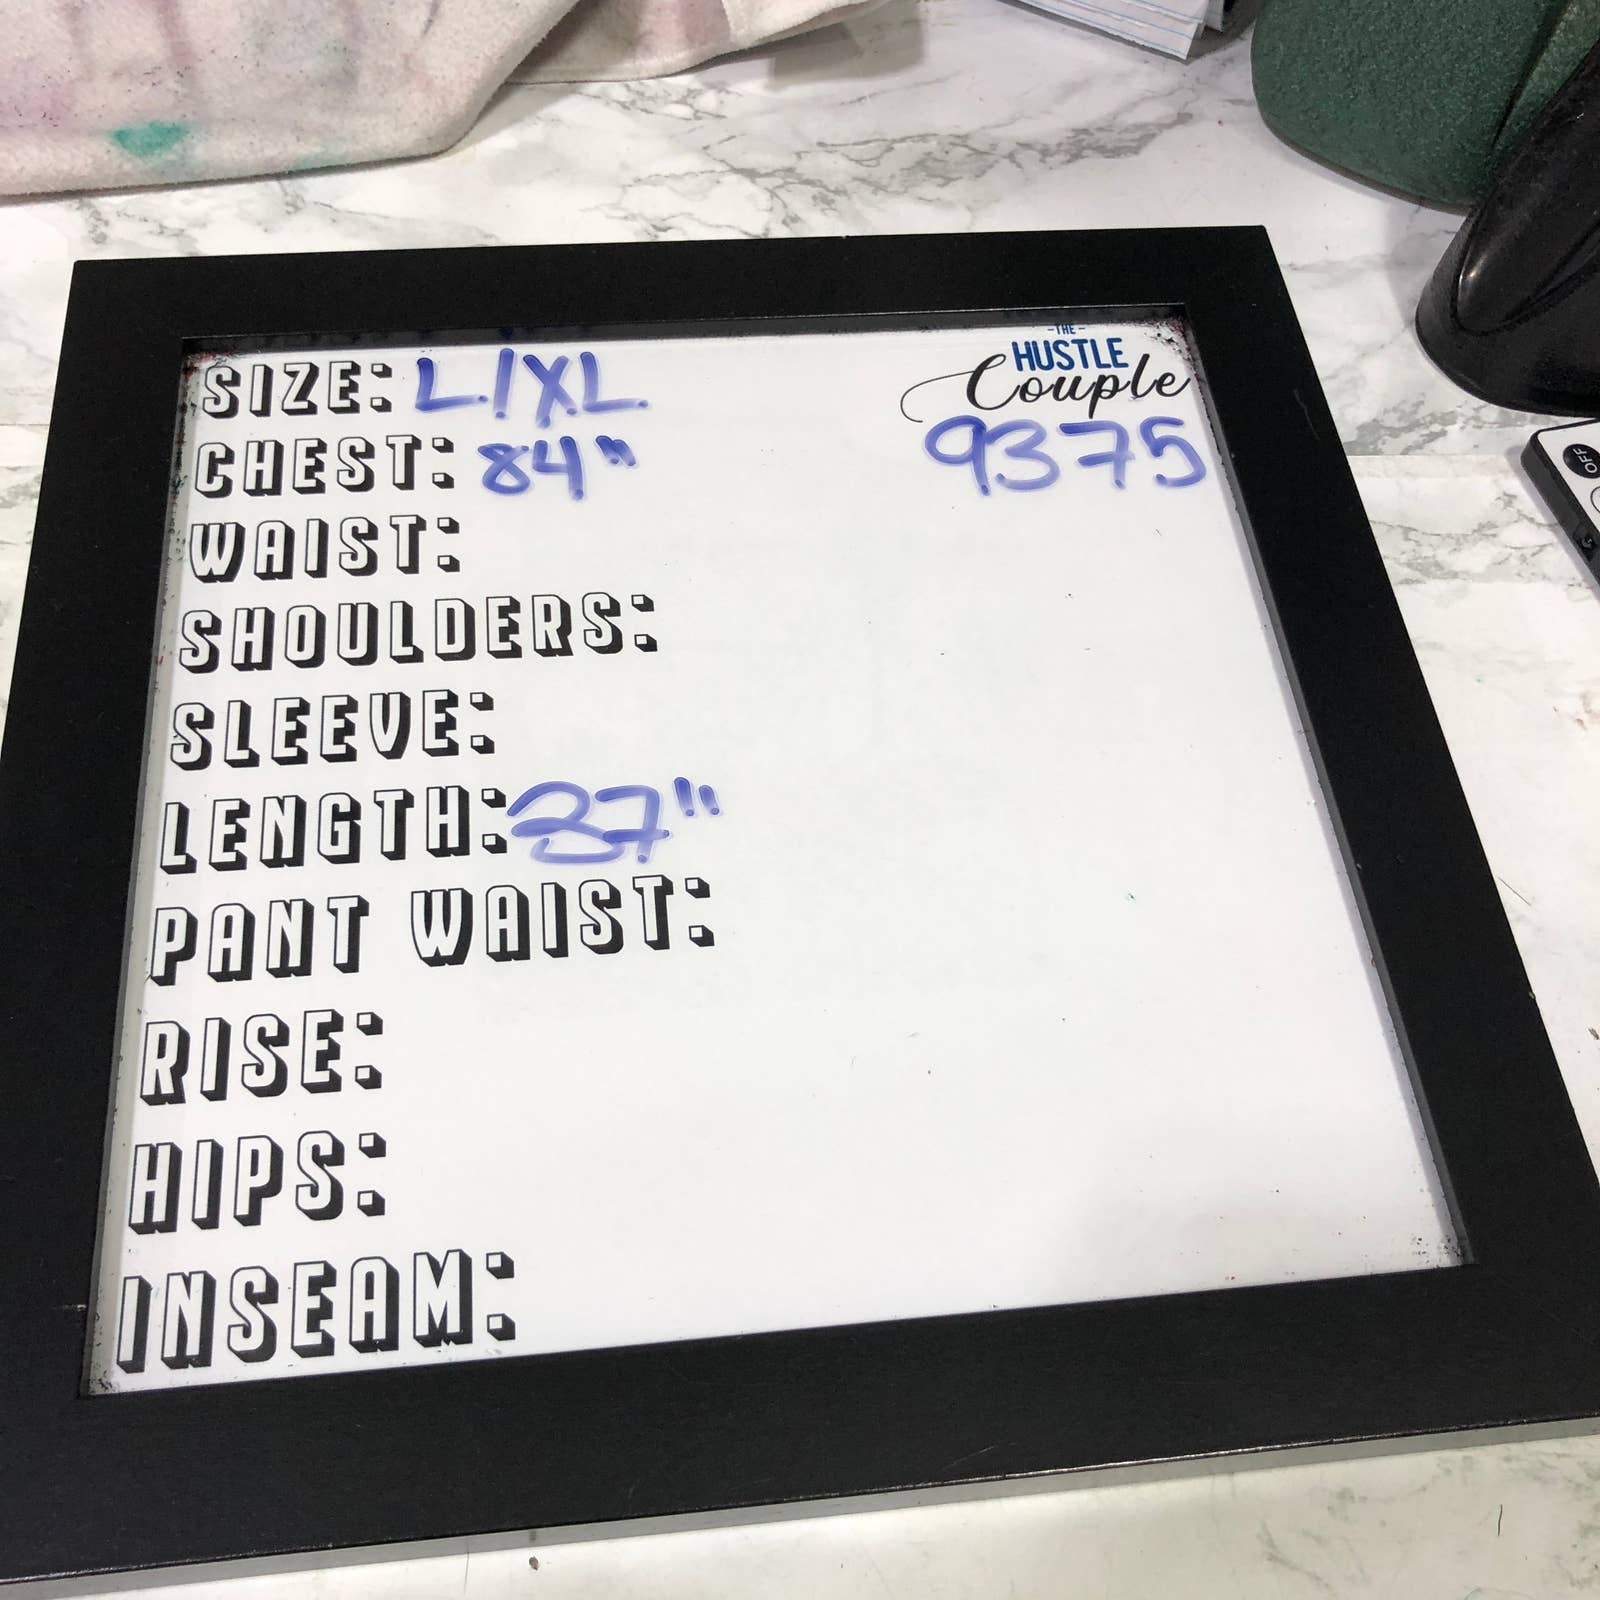 -THE-
HUSTLE
Couple
9375
SIZE: L/XL
CHEST: 84"
WAIST:
SHOULDERS:
SLEEVE:
LENGTH: 37"
PANT WAIST:
RISE:
HIPS:
INSEAM:
OFF